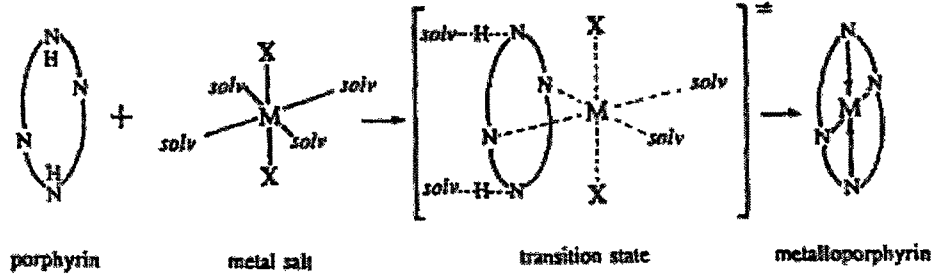 N
H
N
N
H
N
+
X
solv
solv
M
solv
solv
X
solv
H
N
N
N
solv
H
N
X
M
solv
solv
X
≠
N
N
M
N
N
porphyrin
metal salt
transition state
metalloporphyrin